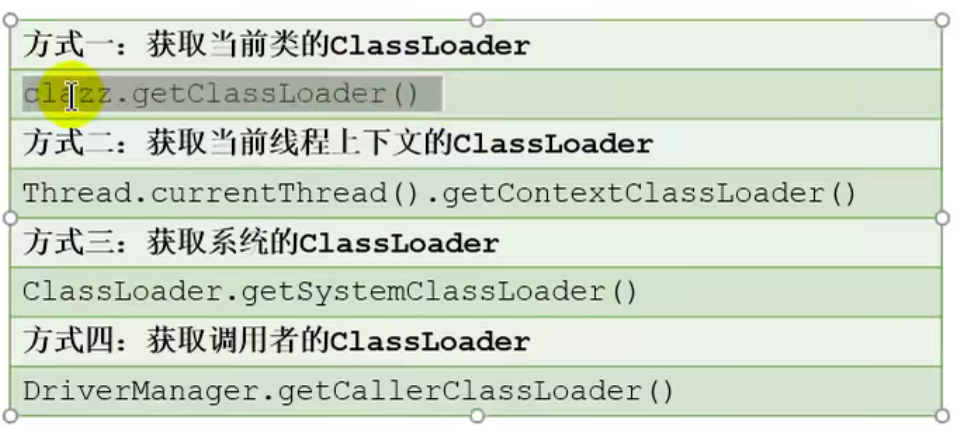 方式一：获取当前类的ClassLoader
clazz.getClassLoader()
方式二：获取当前线程上下文的ClassLoader
Thread.currentThread().getContextClassLoader()
方式三：获取系统的ClassLoader
ClassLoader.getSystemClassLoader()
方式四：获取调用者的ClassLoader
DriverManager.getCallerClassLoader()